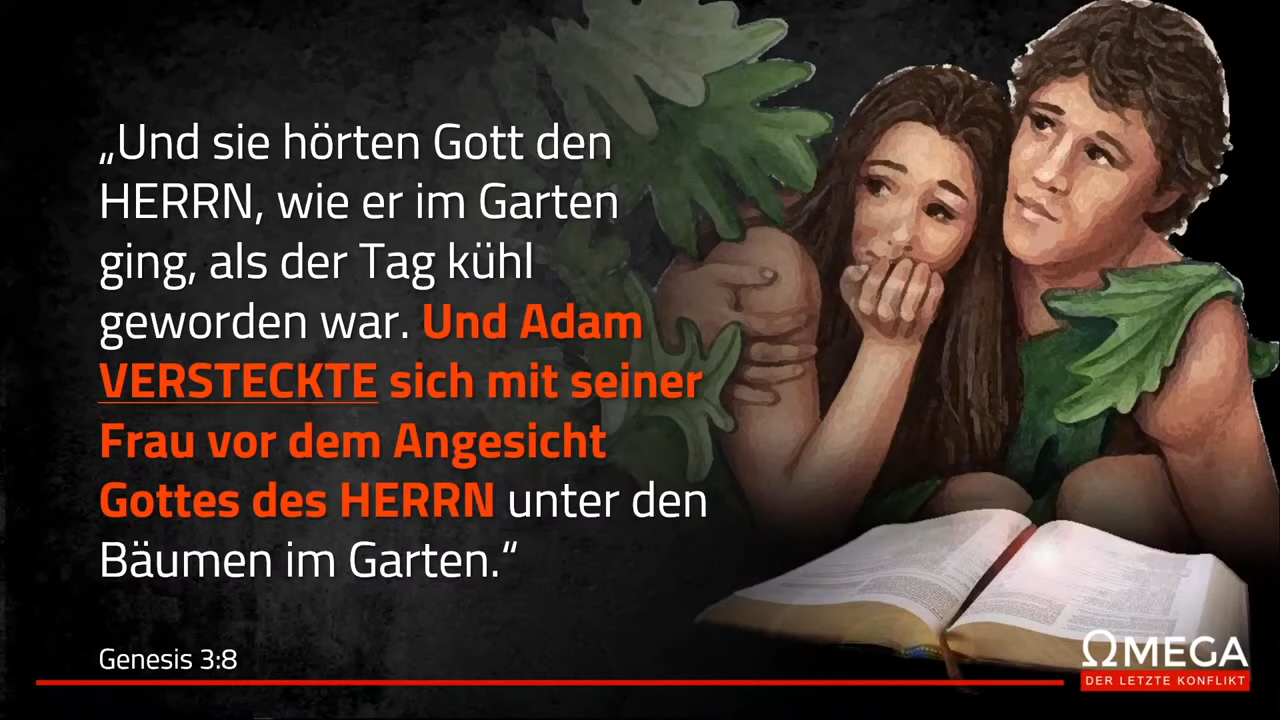 „Und sie hörten Gott den
HERRN, wie er im Garten
ging, als der Tag kühl
geworden war. Und Adam
VERSTECKTE sich mit seiner
Frau vor dem Angesicht
Gottes des HERRN unter den
Bäumen im Garten.“
Genesis 3:8
ΩMEGA
DER LETZTE KONFLIKT